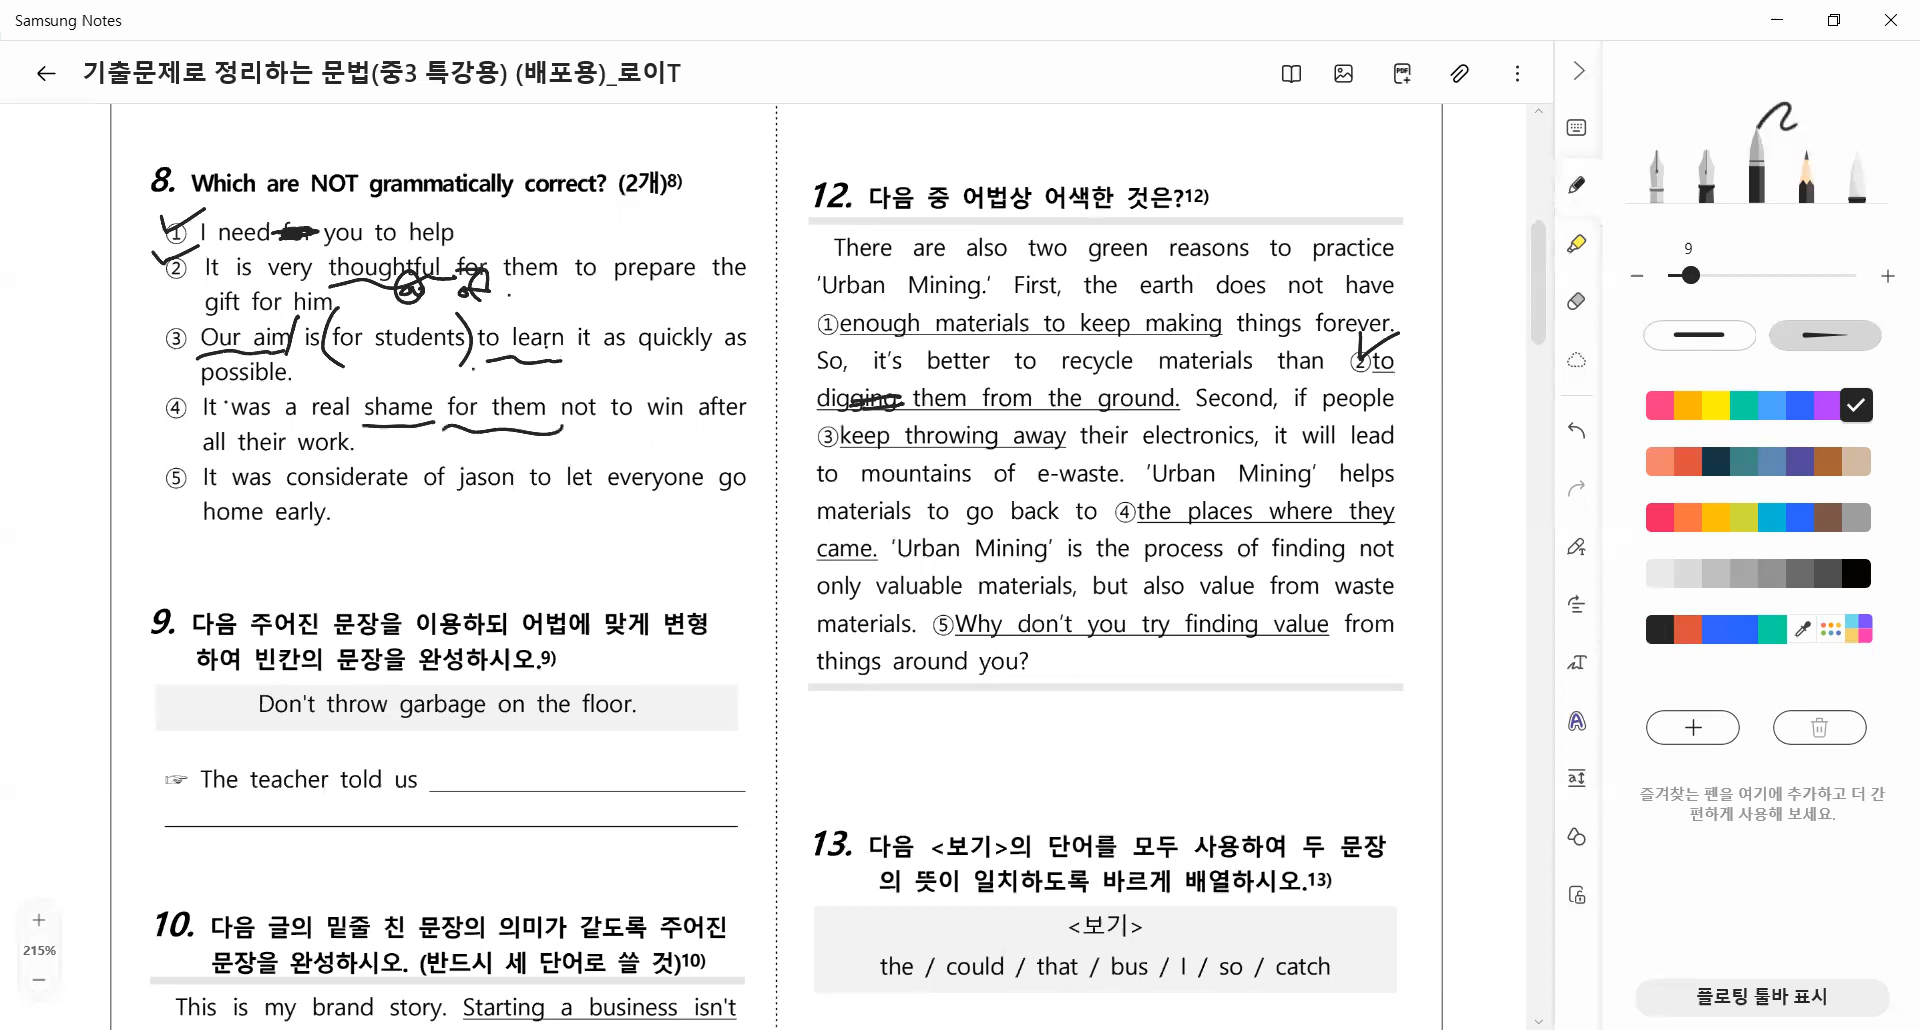 Samsung Notes
기출문제로 정리하는 문법(중3 특강용) (배포용)_로이T
8. Which are NOT grammatically correct? (2개)8)
① I need for you to help
② It is very thoughtful for them to prepare the
gift for him.
③ Our aim is for students to learn it as quickly as
possible.
④ It was a real shame for them not to win after
all their work.
⑤ It was considerate of jason to let everyone go
home early.
9. 다음 주어진 문장을 이용하되 어법에 맞게 변형
하여 빈칸의 문장을 완성하시오.9)
Don't throw garbage on the floor.
☞ The teacher told us
10. 다음 글의 밑줄 친 문장의 의미가 같도록 주어진
문장을 완성하시오. (반드시 세 단어로 쓸 것)10)
This is my brand story. Starting a business isn't
12. 다음 중 어법상 어색한 것은?12)
There are also two green reasons to practice
'Urban Mining.' First, the earth does not have
①enough materials to keep making things forever.
So, it's better to recycle materials than ②to
digging them from the ground. Second, if people
③keep throwing away their electronics, it will lead
to mountains of e-waste. 'Urban Mining' helps
materials to go back to ④the places where they
came. 'Urban Mining' is the process of finding not
only valuable materials, but also value from waste
materials. ⑤Why don't you try finding value from
things around you?
13. 다음 <보기>의 단어를 모두 사용하여 두 문장
의 뜻이 일치하도록 바르게 배열하시오.13)
<보기>
the / could / that / bus / I / so / catch
215%
9
즐겨찾는 펜을 여기에 추가하고 더 간
편하게 사용해 보세요.
플로팅 툴바 표시